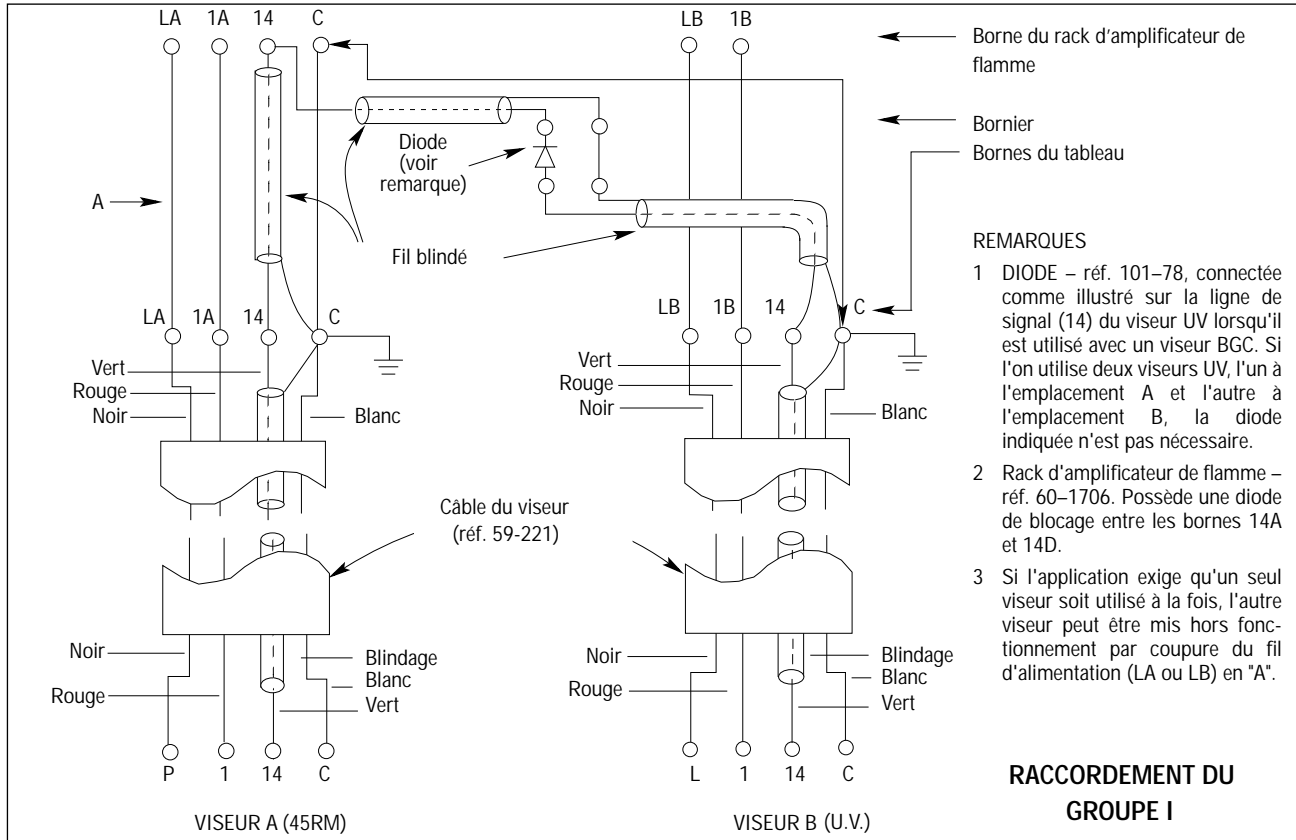 LA 1A 14 C LB 1B
Borne du rack d'amplificateur de
flamme
Bornier
Bornes du tableau
Diode
(voir
remarque)
A
Fil blindé
LA 1A 14 C LB 1B 14 C
Vert
Rouge
Noir
Blanc
Vert
Rouge
Noir
Blanc
Câble du viseur
(réf. 59-221)
Noir
Rouge
Blindage
Blanc
Vert
Noir
Rouge
Blindage
Blanc
Vert
P 1 14 C L 1 14 C
VISEUR A (45RM)
VISEUR B (U.V.)
REMARQUES
1 DIODE – réf. 101–78, connectée
comme illustré sur la ligne de
signal (14) du viseur UV lorsqu'il
est utilisé avec un viseur BGC. Si
l'on utilise deux viseurs UV, l'un à
l'emplacement A et l'autre à
l'emplacement B, la diode
indiquée n'est pas nécessaire.
2 Rack d'amplificateur de flamme –
réf. 60–1706. Possède une diode
de blocage entre les bornes 14A
et 14D.
3 Si l'application exige qu'un seul
viseur soit utilisé à la fois, l'autre
viseur peut être mis hors fonc-
tionnement par coupure du fil
d'alimentation (LA ou LB) en "A".
RACCORDEMENT DU
GROUPE I